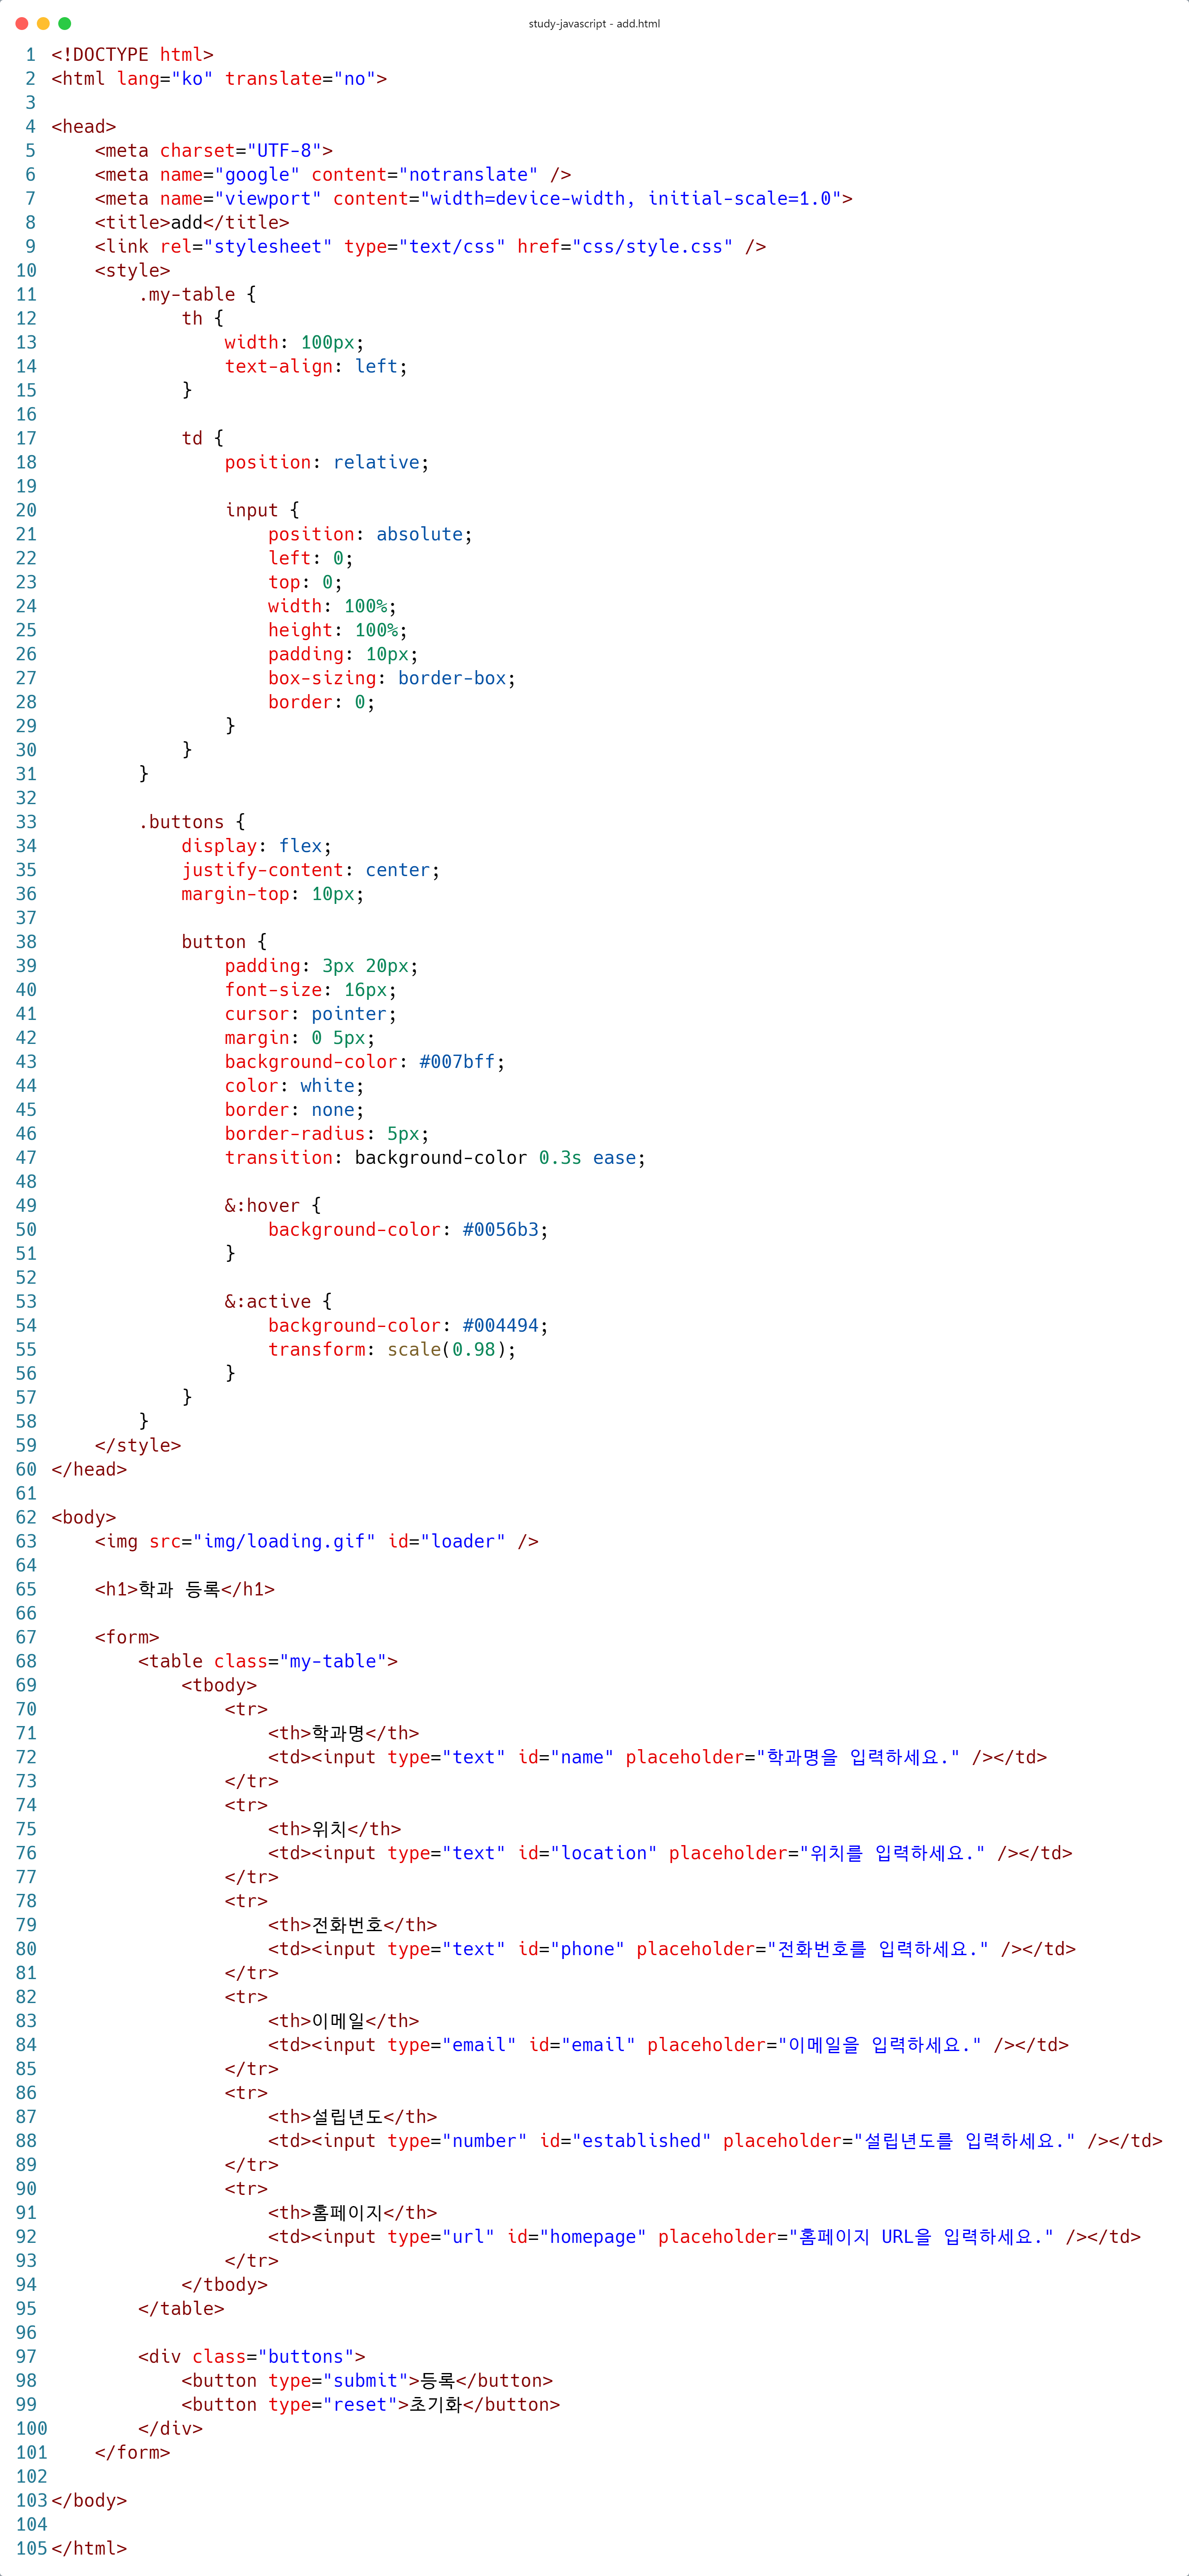 study-javascript - add.html
1 <!DOCTYPE html>
2 <html lang="ko" translate="no">
3
4 <head>
5     <meta charset="UTF-8">
6     <meta name="google" content="notranslate" />
7     <meta name="viewport" content="width=device-width, initial-scale=1.0">
8     <title>add</title>
9     <link rel="stylesheet" type="text/css" href="css/style.css" />
10     <style>
11         .my-table {
12             th {
13                 width: 100px;
14                 text-align: left;
15             }
16
17             td {
18                 position: relative;
19
20                 input {
21                     position: absolute;
22                     left: 0;
23                     top: 0;
24                     width: 100%;
25                     height: 100%;
26                     padding: 10px;
27                     box-sizing: border-box;
28                     border: 0;
29                 }
30             }
31         }
32
33         .buttons {
34             display: flex;
35             justify-content: center;
36             margin-top: 10px;
37
38             button {
39                 padding: 3px 20px;
40                 font-size: 16px;
41                 cursor: pointer;
42                 margin: 0 5px;
43                 background-color: #007bff;
44                 color: white;
45                 border: none;
46                 border-radius: 5px;
47                 transition: background-color 0.3s ease;
48
49                 &:hover {
50                     background-color: #0056b3;
51                 }
52
53                 &:active {
54                     background-color: #004494;
55                     transform: scale(0.98);
56                 }
57             }
58         }
59     </style>
60 </head>
61
62 <body>
63     <img src="img/loading.gif" id="loader" />
64
65     <h1>학과 등록</h1>
66
67     <form>
68         <table class="my-table">
69             <tbody>
70                 <tr>
71                     <th>학과명</th>
72                     <td><input type="text" id="name" placeholder="학과명을 입력하세요." /></td>
73                 </tr>
74                 <tr>
75                     <th>위치</th>
76                     <td><input type="text" id="location" placeholder="위치를 입력하세요." /></td>
77                 </tr>
78                 <tr>
79                     <th>전화번호</th>
80                     <td><input type="text" id="phone" placeholder="전화번호를 입력하세요." /></td>
81                 </tr>
82                 <tr>
83                     <th>이메일</th>
84                     <td><input type="email" id="email" placeholder="이메일을 입력하세요." /></td>
85                 </tr>
86                 <tr>
87                     <th>설립년도</th>
88                     <td><input type="number" id="established" placeholder="설립년도를 입력하세요." /></td>
89                 </tr>
90                 <tr>
91                     <th>홈페이지</th>
92                     <td><input type="url" id="homepage" placeholder="홈페이지 URL을 입력하세요." /></td>
93                 </tr>
94             </tbody>
95         </table>
96
97         <div class="buttons">
98             <button type="submit">등록</button>
99             <button type="reset">초기화</button>
100         </div>
101     </form>
102
103 </body>
104
105 </html>